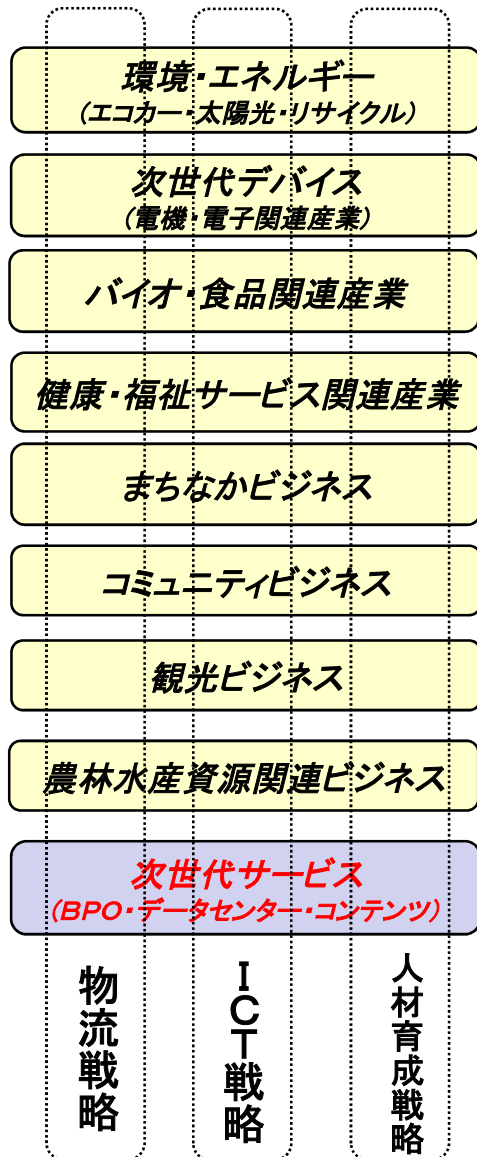 環境・エネルギー
(エコカー・太陽光・リサイクル)
次世代デバイス
(電機・電子関連産業)
バイオ・食品関連産業
健康・福祉サービス関連産業
まちなかビジネス
コミュニティビジネス
観光ビジネス
農林水産資源関連ビジネス
次世代サービス
(BPO・データセンター・コンテンツ)
物流戦略
ICT戦略
人材育成戦略